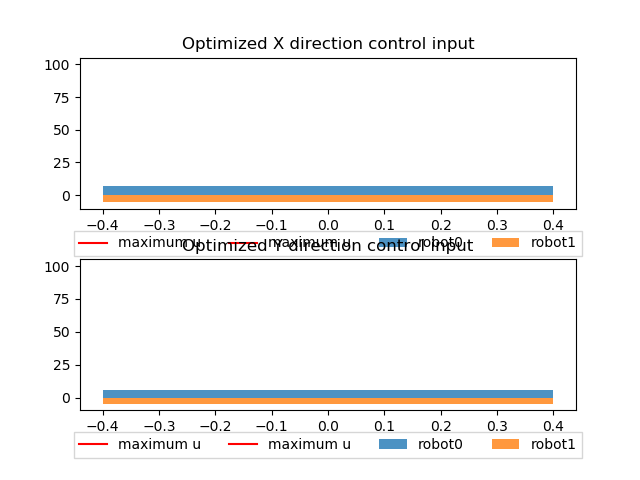 Optimized X direction control input
100
75
50
25
0
−0.4 −0.3 −0.2 −0.1 0.0 0.1 0.2 0.3 0.4
maximum u maximum u robot0 robot1
Optimized Y direction control input
100
75
50
25
0
−0.4 −0.3 −0.2 −0.1 0.0 0.1 0.2 0.3 0.4
maximum u maximum u robot0 robot1